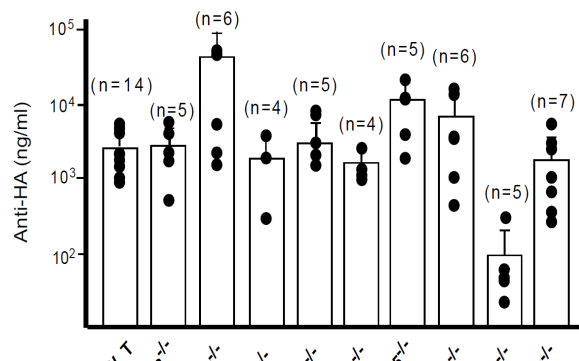 (n=6)
10⁵
(n=5)
(n=6)
(n=14)
(n=5)
(n=7)
10⁴
(n=5)
(n=4)
(n=4)
Anti-HA (ng/ml)
10³
(n=5)
10²
-/-
-/-
-/-
-/-
-/-
-/-
-/-
-/-
-/-